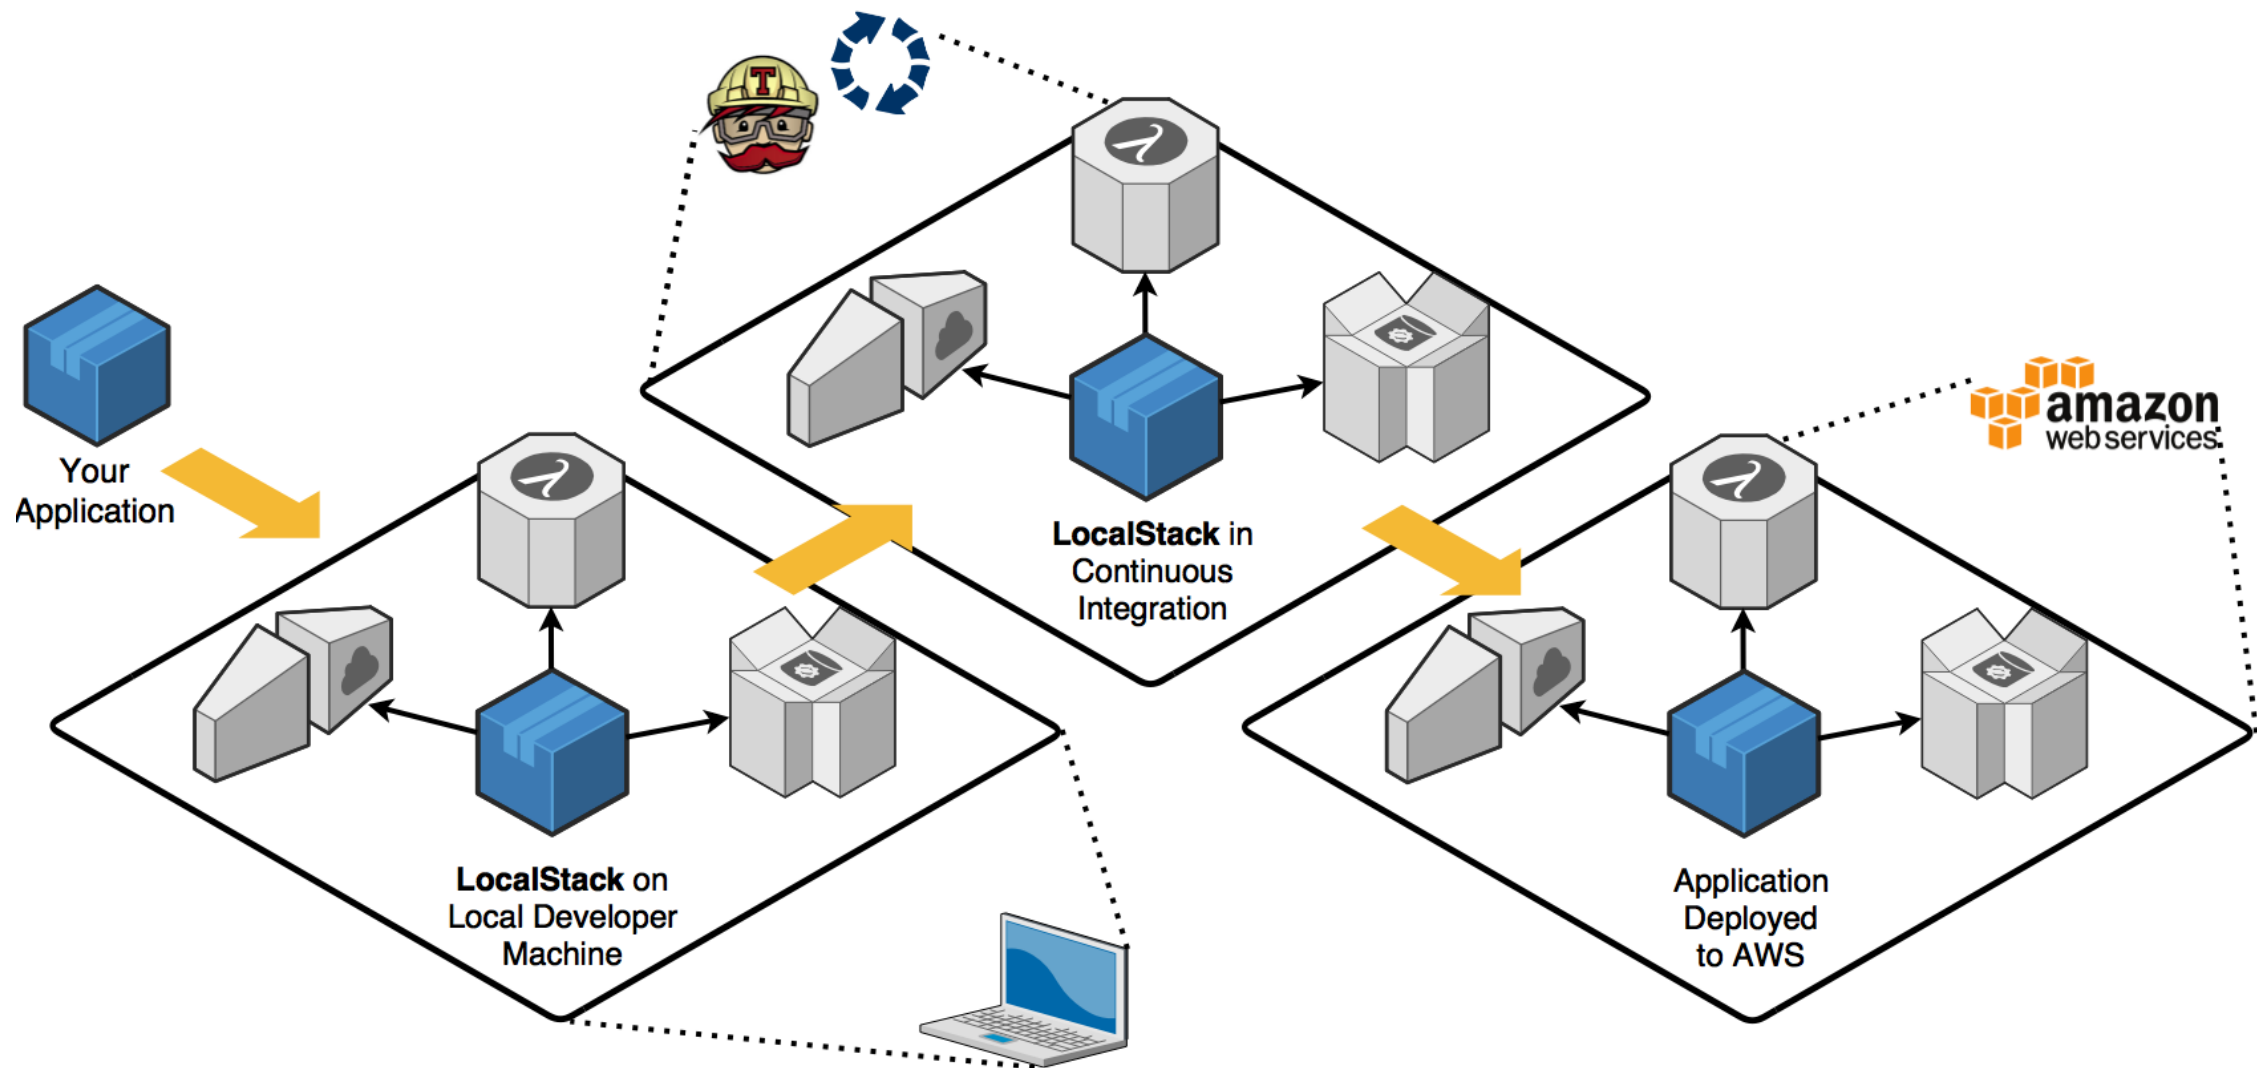 T
λ
Your
Application
LocalStack in
Continuous
Integration
amazon
web services
λ
λ
LocalStack on
Local Developer
Machine
Application
Deployed
to AWS